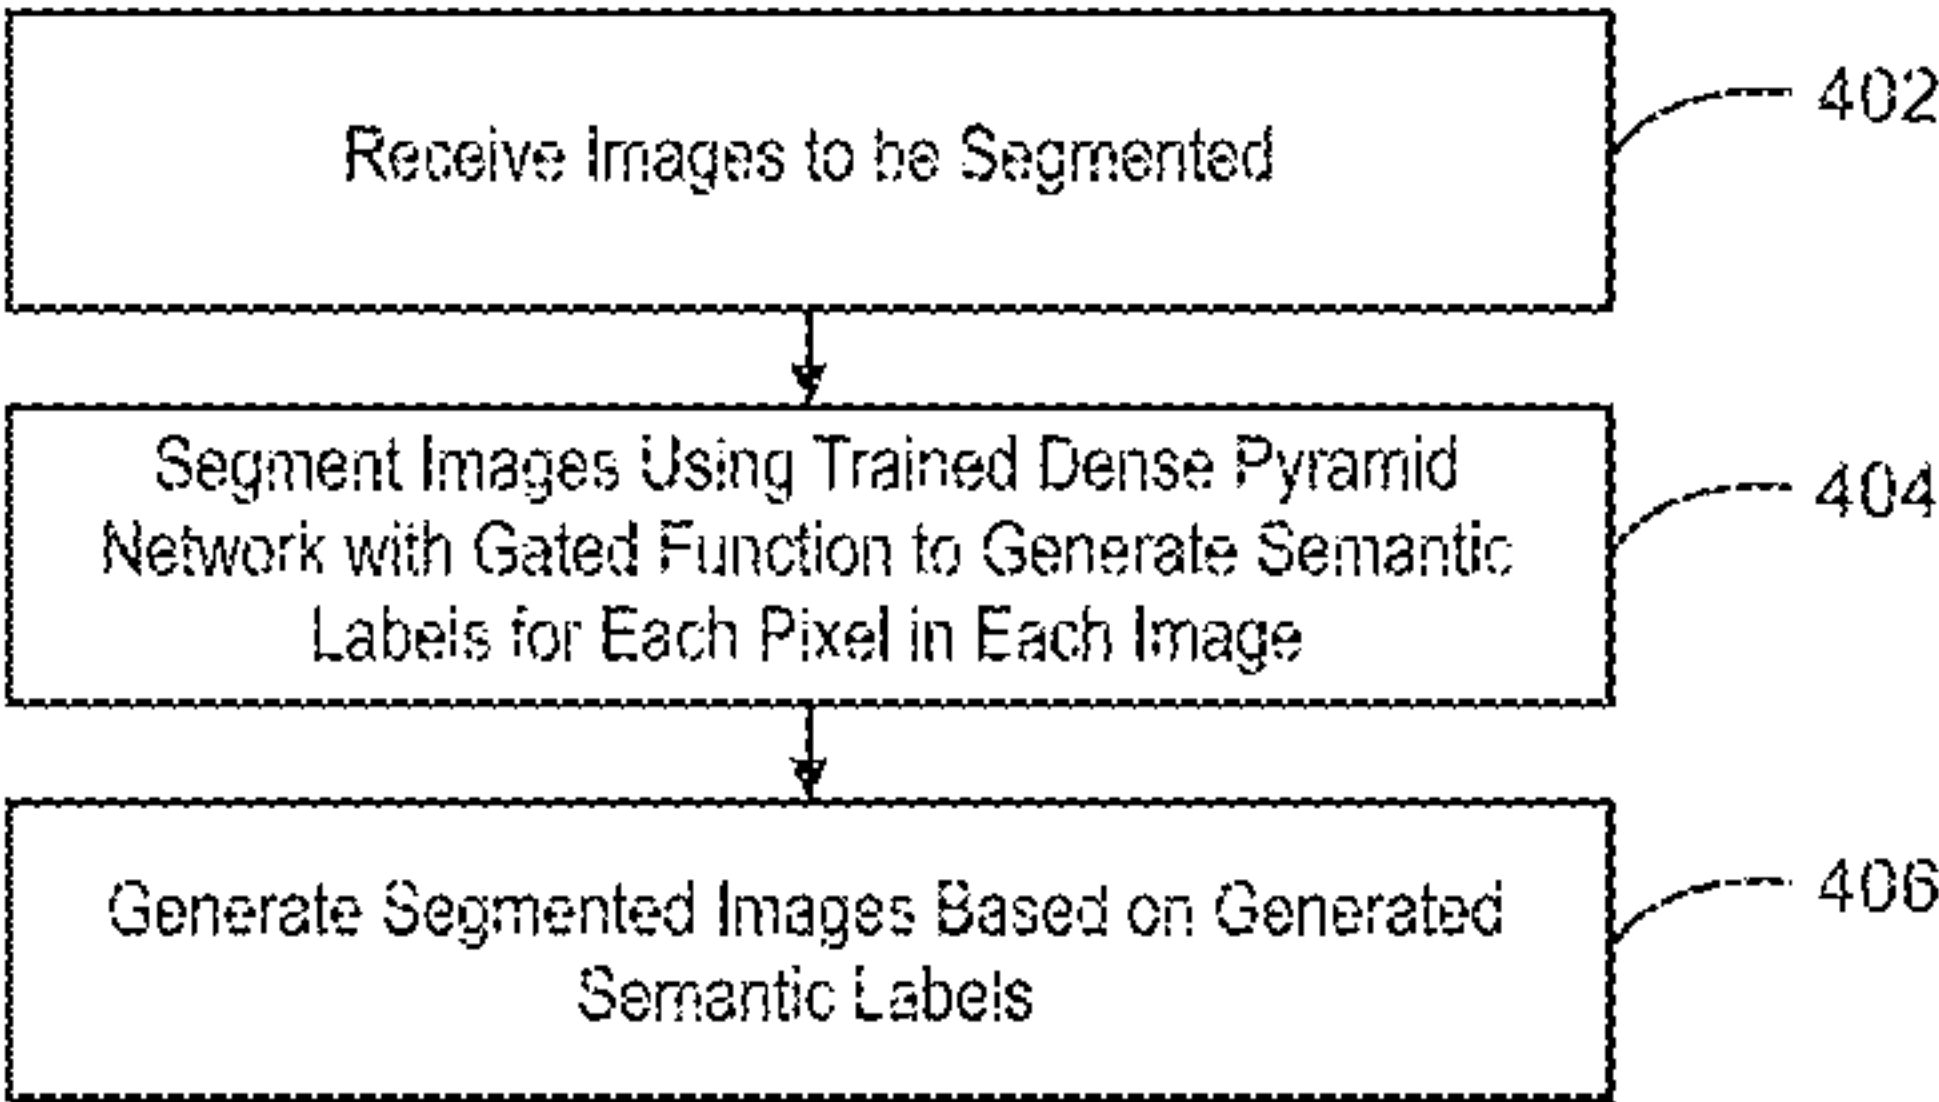 Receive Images to be Segmented
402
Segment Images Using Trained Dense Pyramid
Network with Gated Function to Generate Semantic
Labels for Each Pixel in Each Image
404
Generate Segmented Images Based on Generated
Semantic Labels
406